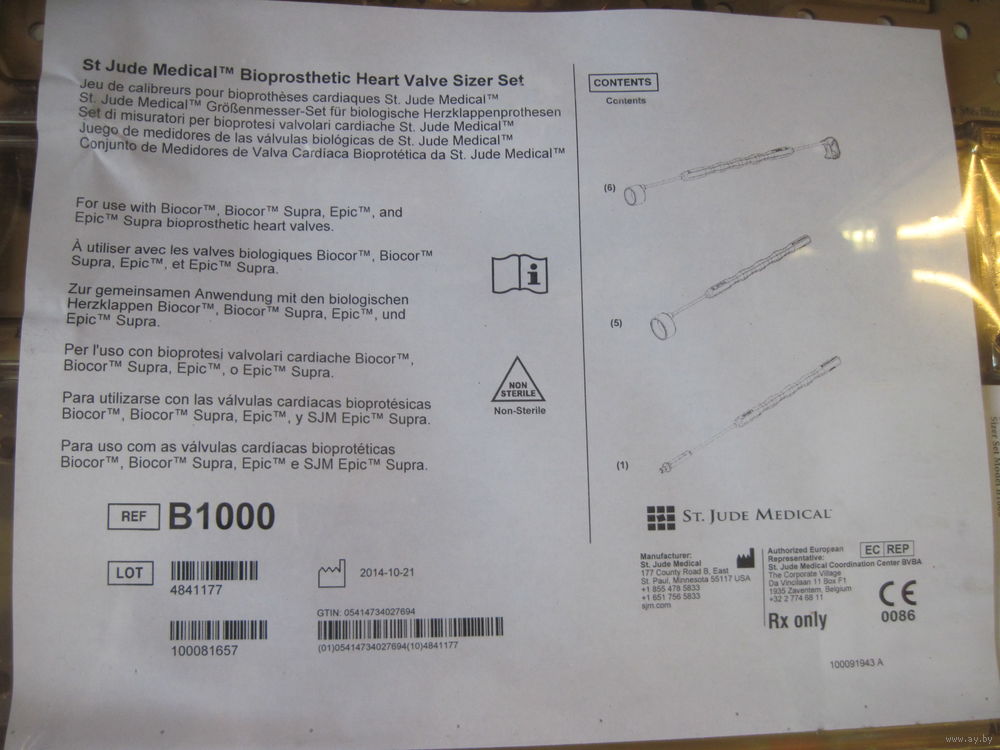 St Jude Medical™ Bioprosthetic Heart Valve Sizer Set
Jeu de calibreurs pour bioprothèses cardiaques St. Jude Medical™
St. Jude Medical™ Größenmesser-Set für biologische Herzklappenprothesen
Set di misuratori per bioprotesi valvolari cardiache St. Jude Medical™
Juego de medidores de las válvulas biológicas de St. Jude Medical™
Conjunto de Medidores de Valva Cardíaca Bioprotética da St. Jude Medical™
For use with Biocor™, Biocor™ Supra, Epic™, and
Epic™ Supra bioprosthetic heart valves.
À utiliser avec les valves biologiques Biocor™, Biocor™
Supra, Epic™, et Epic™ Supra.
Zur gemeinsamen Anwendung mit den biologischen
Herzklappen Biocor™, Biocor™ Supra, Epic™, und
Epic™ Supra.
Per l'uso con bioprotesi valvolari cardiache Biocor™,
Biocor™ Supra, Epic™, o Epic™ Supra.
Para utilizarse con las válvulas cardíacas bioprotésicas
Biocor™, Biocor™ Supra, Epic™, y SJM Epic™ Supra.
Para uso com as válvulas cardíacas bioprotéticas
Biocor™, Biocor™ Supra, Epic™ e SJM Epic™ Supra.
NON
STERILE
Non-Sterile
REF B1000
LOT
4841177
2014-10-21
100081657
GTIN: 05414734027694
(01)05414734027694(10)4841177
CONTENTS
Contents
(6)
(5)
(1)
ST. JUDE MEDICAL™
Manufacturer:
St. Jude Medical
177 County Road B, East
St. Paul, Minnesota 55117 USA
+1 855 478 5833
+1 651 756 5833
sjm.com
Authorized European
Representative:
EC REP
St. Jude Medical Coordination Center BVBA
The Corporate Village
Da Vincilaan 11 Box F1
1935 Zaventem, Belgium
+32 2 774 68 11
Rx only
CE
0086
100091943 A
www.ay.by